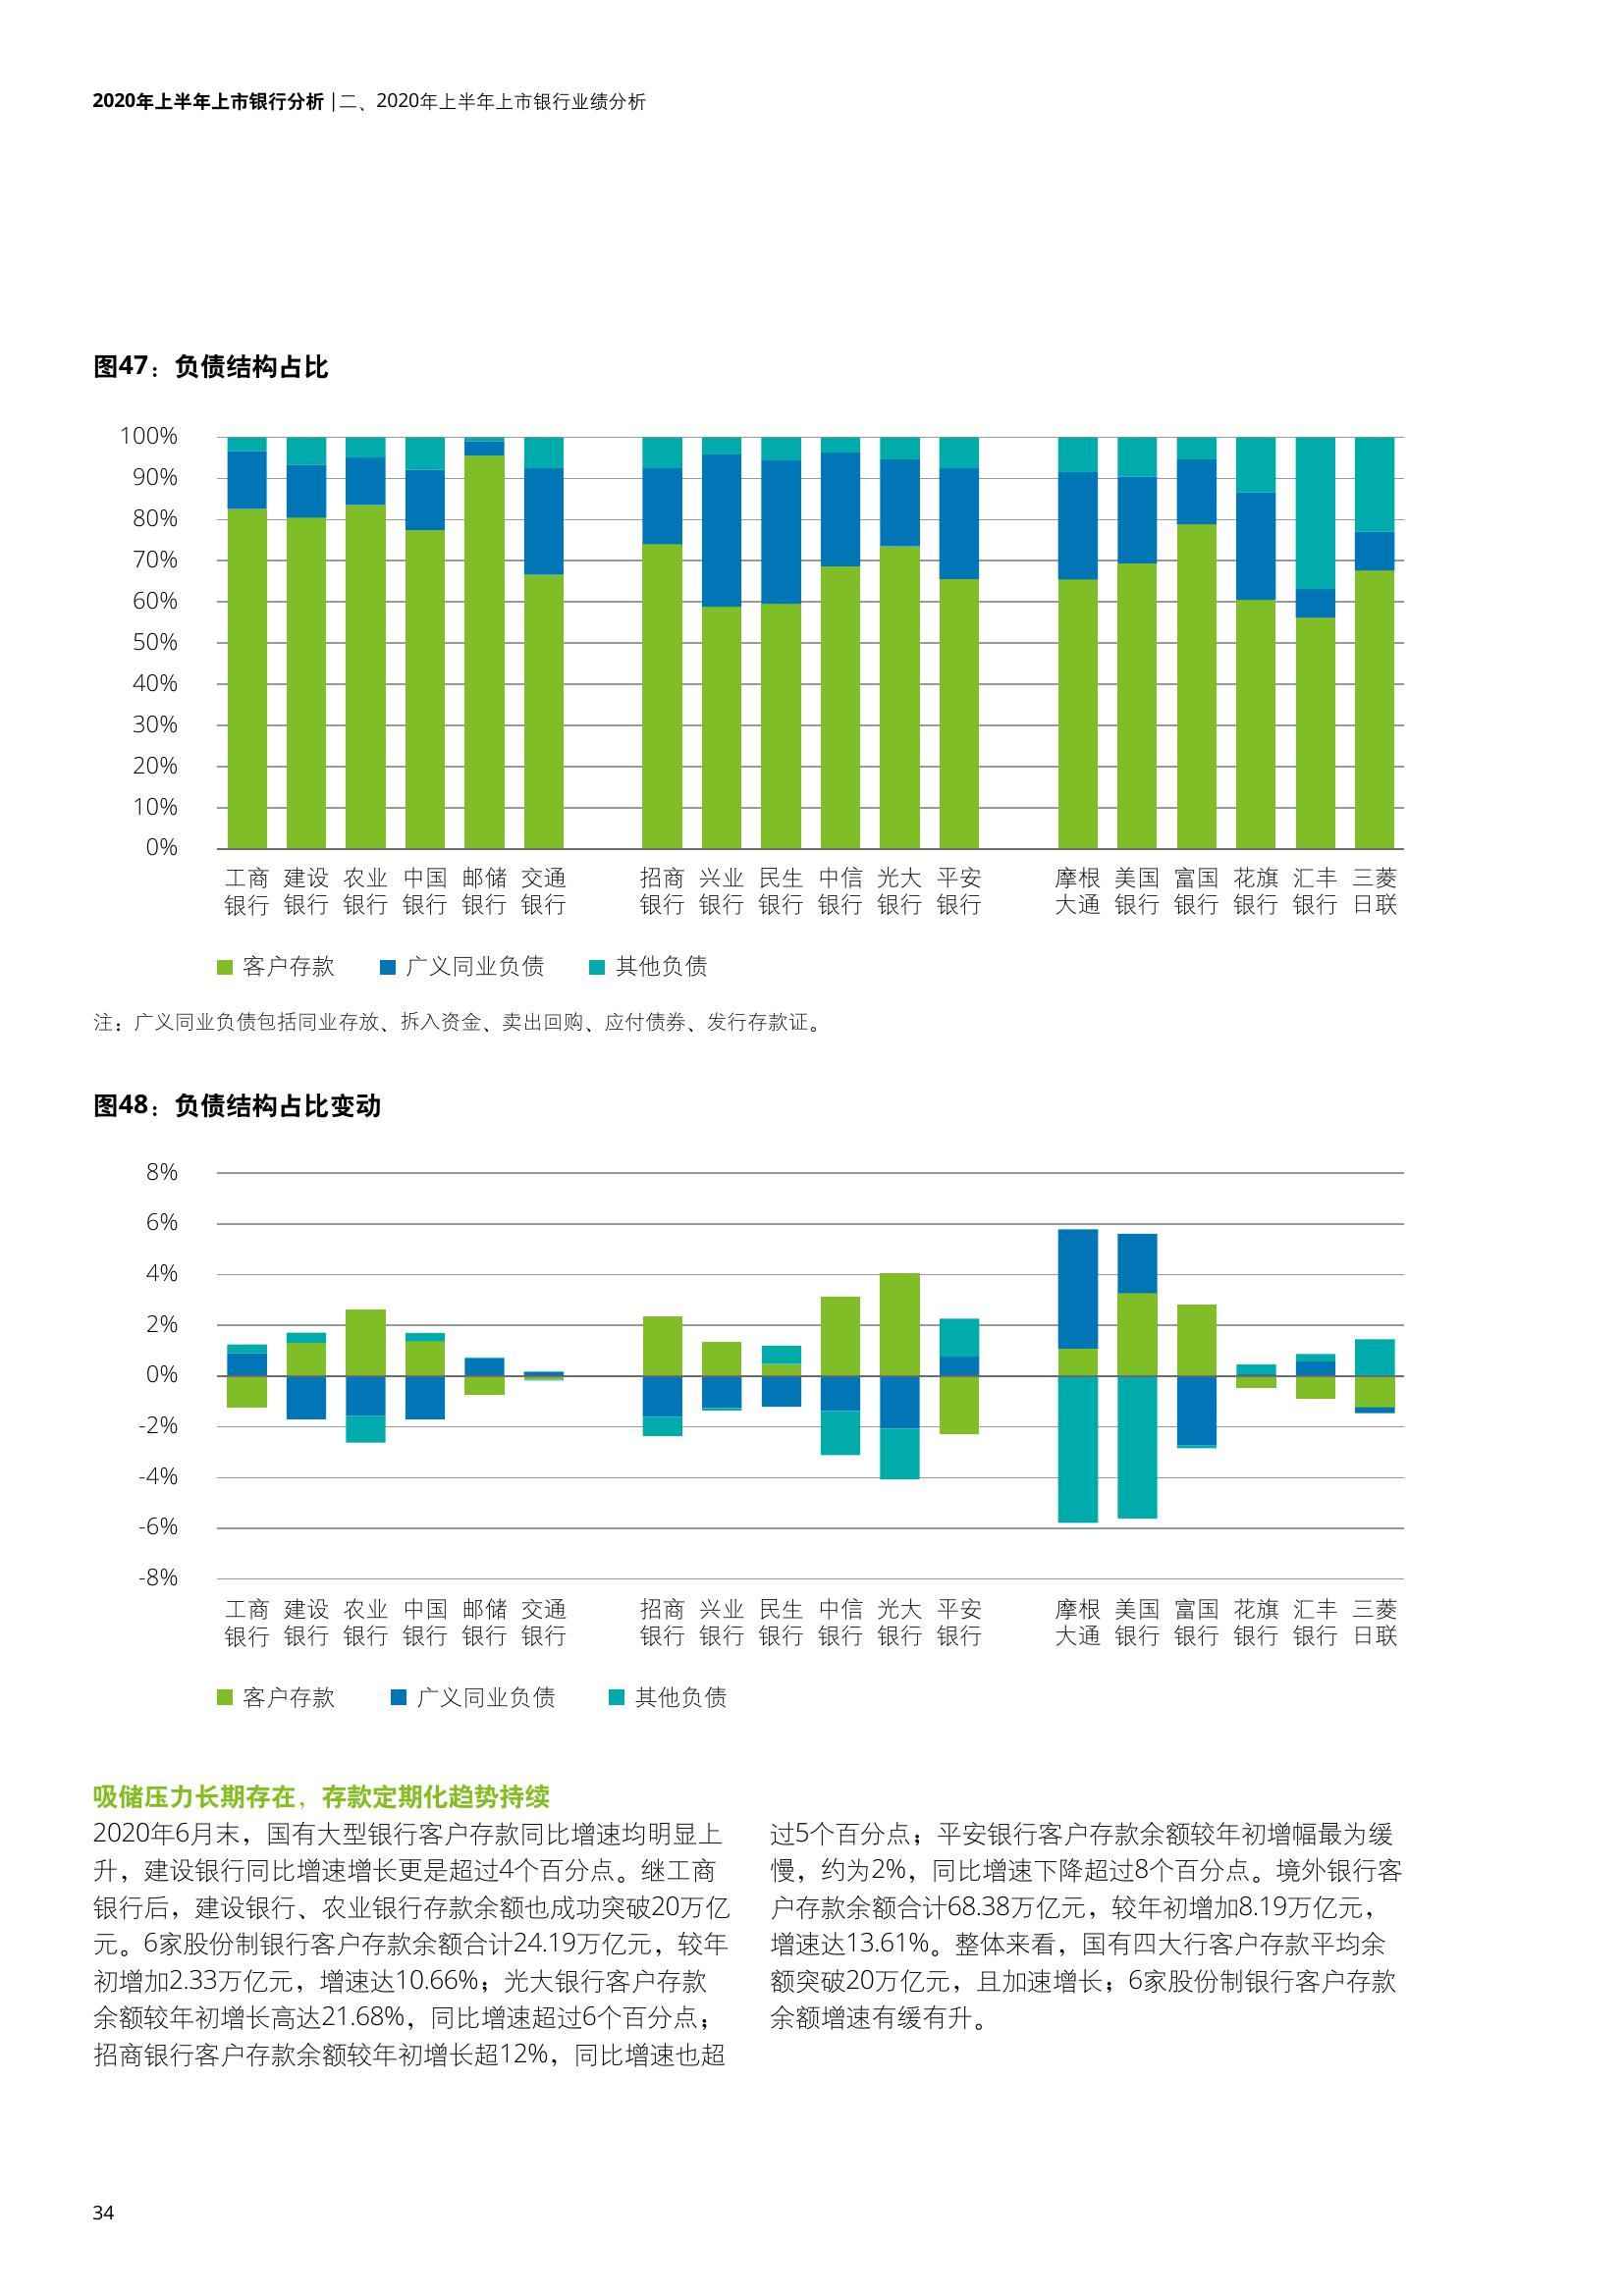 2020年上半年上市银行分析 |二、2020年上半年上市银行业绩分析
图47：负债结构占比
100%
90%
80%
70%
60%
50%
40%
30%
20%
10%
0%
工商银行 建设银行 农业银行 中国银行 邮储银行 交通银行 招商银行 兴业银行 民生银行 中信银行 光大银行 平安银行 摩根大通 美国银行 富国银行 花旗银行 汇丰银行 三菱日联
客户存款 广义同业负债 其他负债
注：广义同业负债包括同业存放、拆入资金、卖出回购、应付债券、发行存款证。
图48：负债结构占比变动
8%
6%
4%
2%
0%
-2%
-4%
-6%
-8%
工商银行 建设银行 农业银行 中国银行 邮储银行 交通银行 招商银行 兴业银行 民生银行 中信银行 光大银行 平安银行 摩根大通 美国银行 富国银行 花旗银行 汇丰银行 三菱日联
客户存款 广义同业负债 其他负债
吸储压力长期存在，存款定期化趋势持续
2020年6月末，国有大型银行客户存款同比增速均明显上
升，建设银行同比增速增长更是超过4个百分点。继工商
银行后，建设银行、农业银行存款余额也成功突破20万亿
元。6家股份制银行客户存款余额合计24.19万亿元，较年
初增加2.33万亿元，增速达10.66%；光大银行客户存款
余额较年初增长高达21.68%，同比增速超过6个百分点；
招商银行客户存款余额较年初增长超12%，同比增速也超
过5个百分点；平安银行客户存款余额较年初增幅最为缓
慢，约为2%，同比增速下降超过8个百分点。境外银行客
户存款余额合计68.38万亿元，较年初增加8.19万亿元，
增速达13.61%。整体来看，国有四大行客户存款平均余
额突破20万亿元，且加速增长；6家股份制银行客户存款
余额增速有缓有升。
34